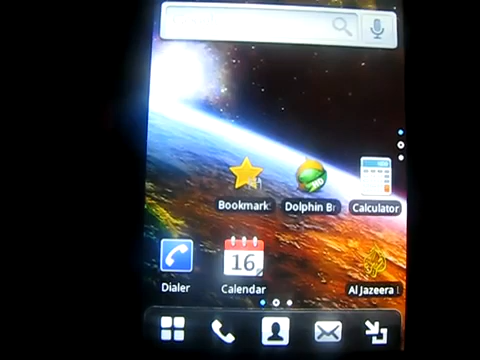 Bookmark
Dolphin Br
Calculator
Dialer
16
Calendar
Al Jazeera